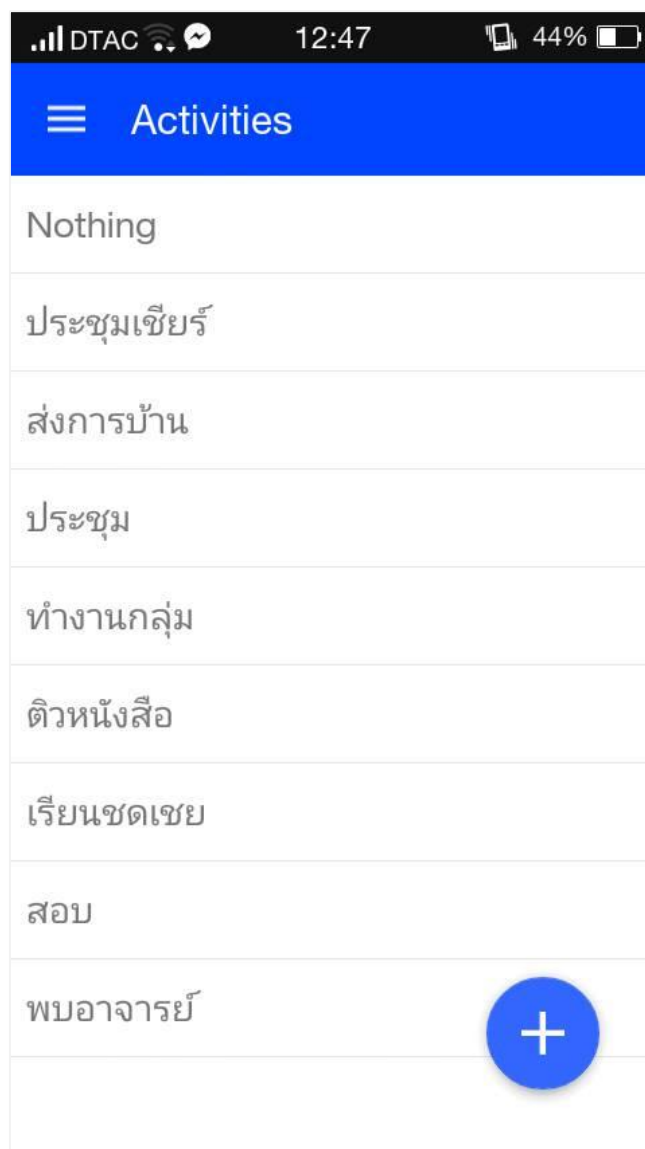 DTAC 12:47 44%
Activities
Nothing
ประชุมเชียร์
ส่งการบ้าน
ประชุม
ทำงานกลุ่ม
ติวหนังสือ
เรียนชดเชย
สอบ
พบอาจารย์
+